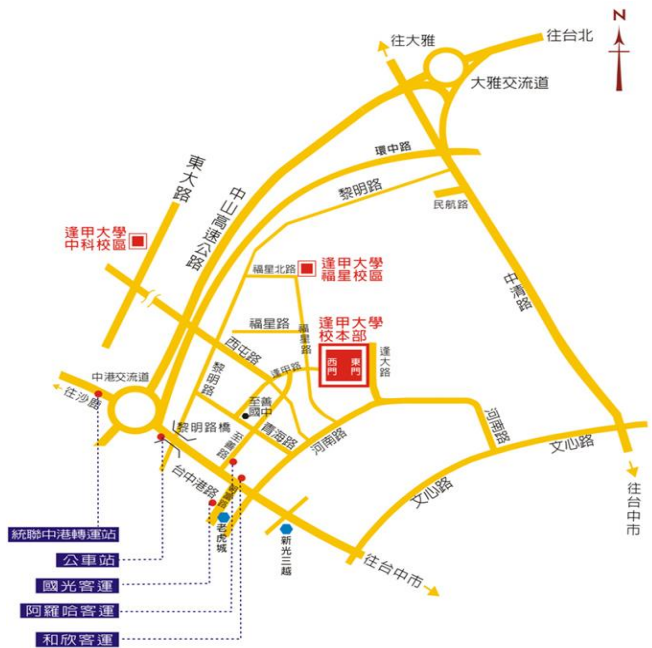 N
往台北
往大雅
大雅交流道
環中路
黎明路
民航路
東大路
中山高速公路
逢甲大學
中科校區
福星北路
逢甲大學
福星校區
中清路
福星路
福星路
逢甲大學
校本部
西門
東門
逢大路
西屯路
逢甲路
黎明路
中港交流道
往沙鹿
至善
國中
黎明路橋
至善路
青海路
河南路
河南路
文心路
文心路
台中港路
往台中市
老虎城
新光三越
往台中市
統聯中港轉運站
公車站
國光客運
阿羅哈客運
和欣客運